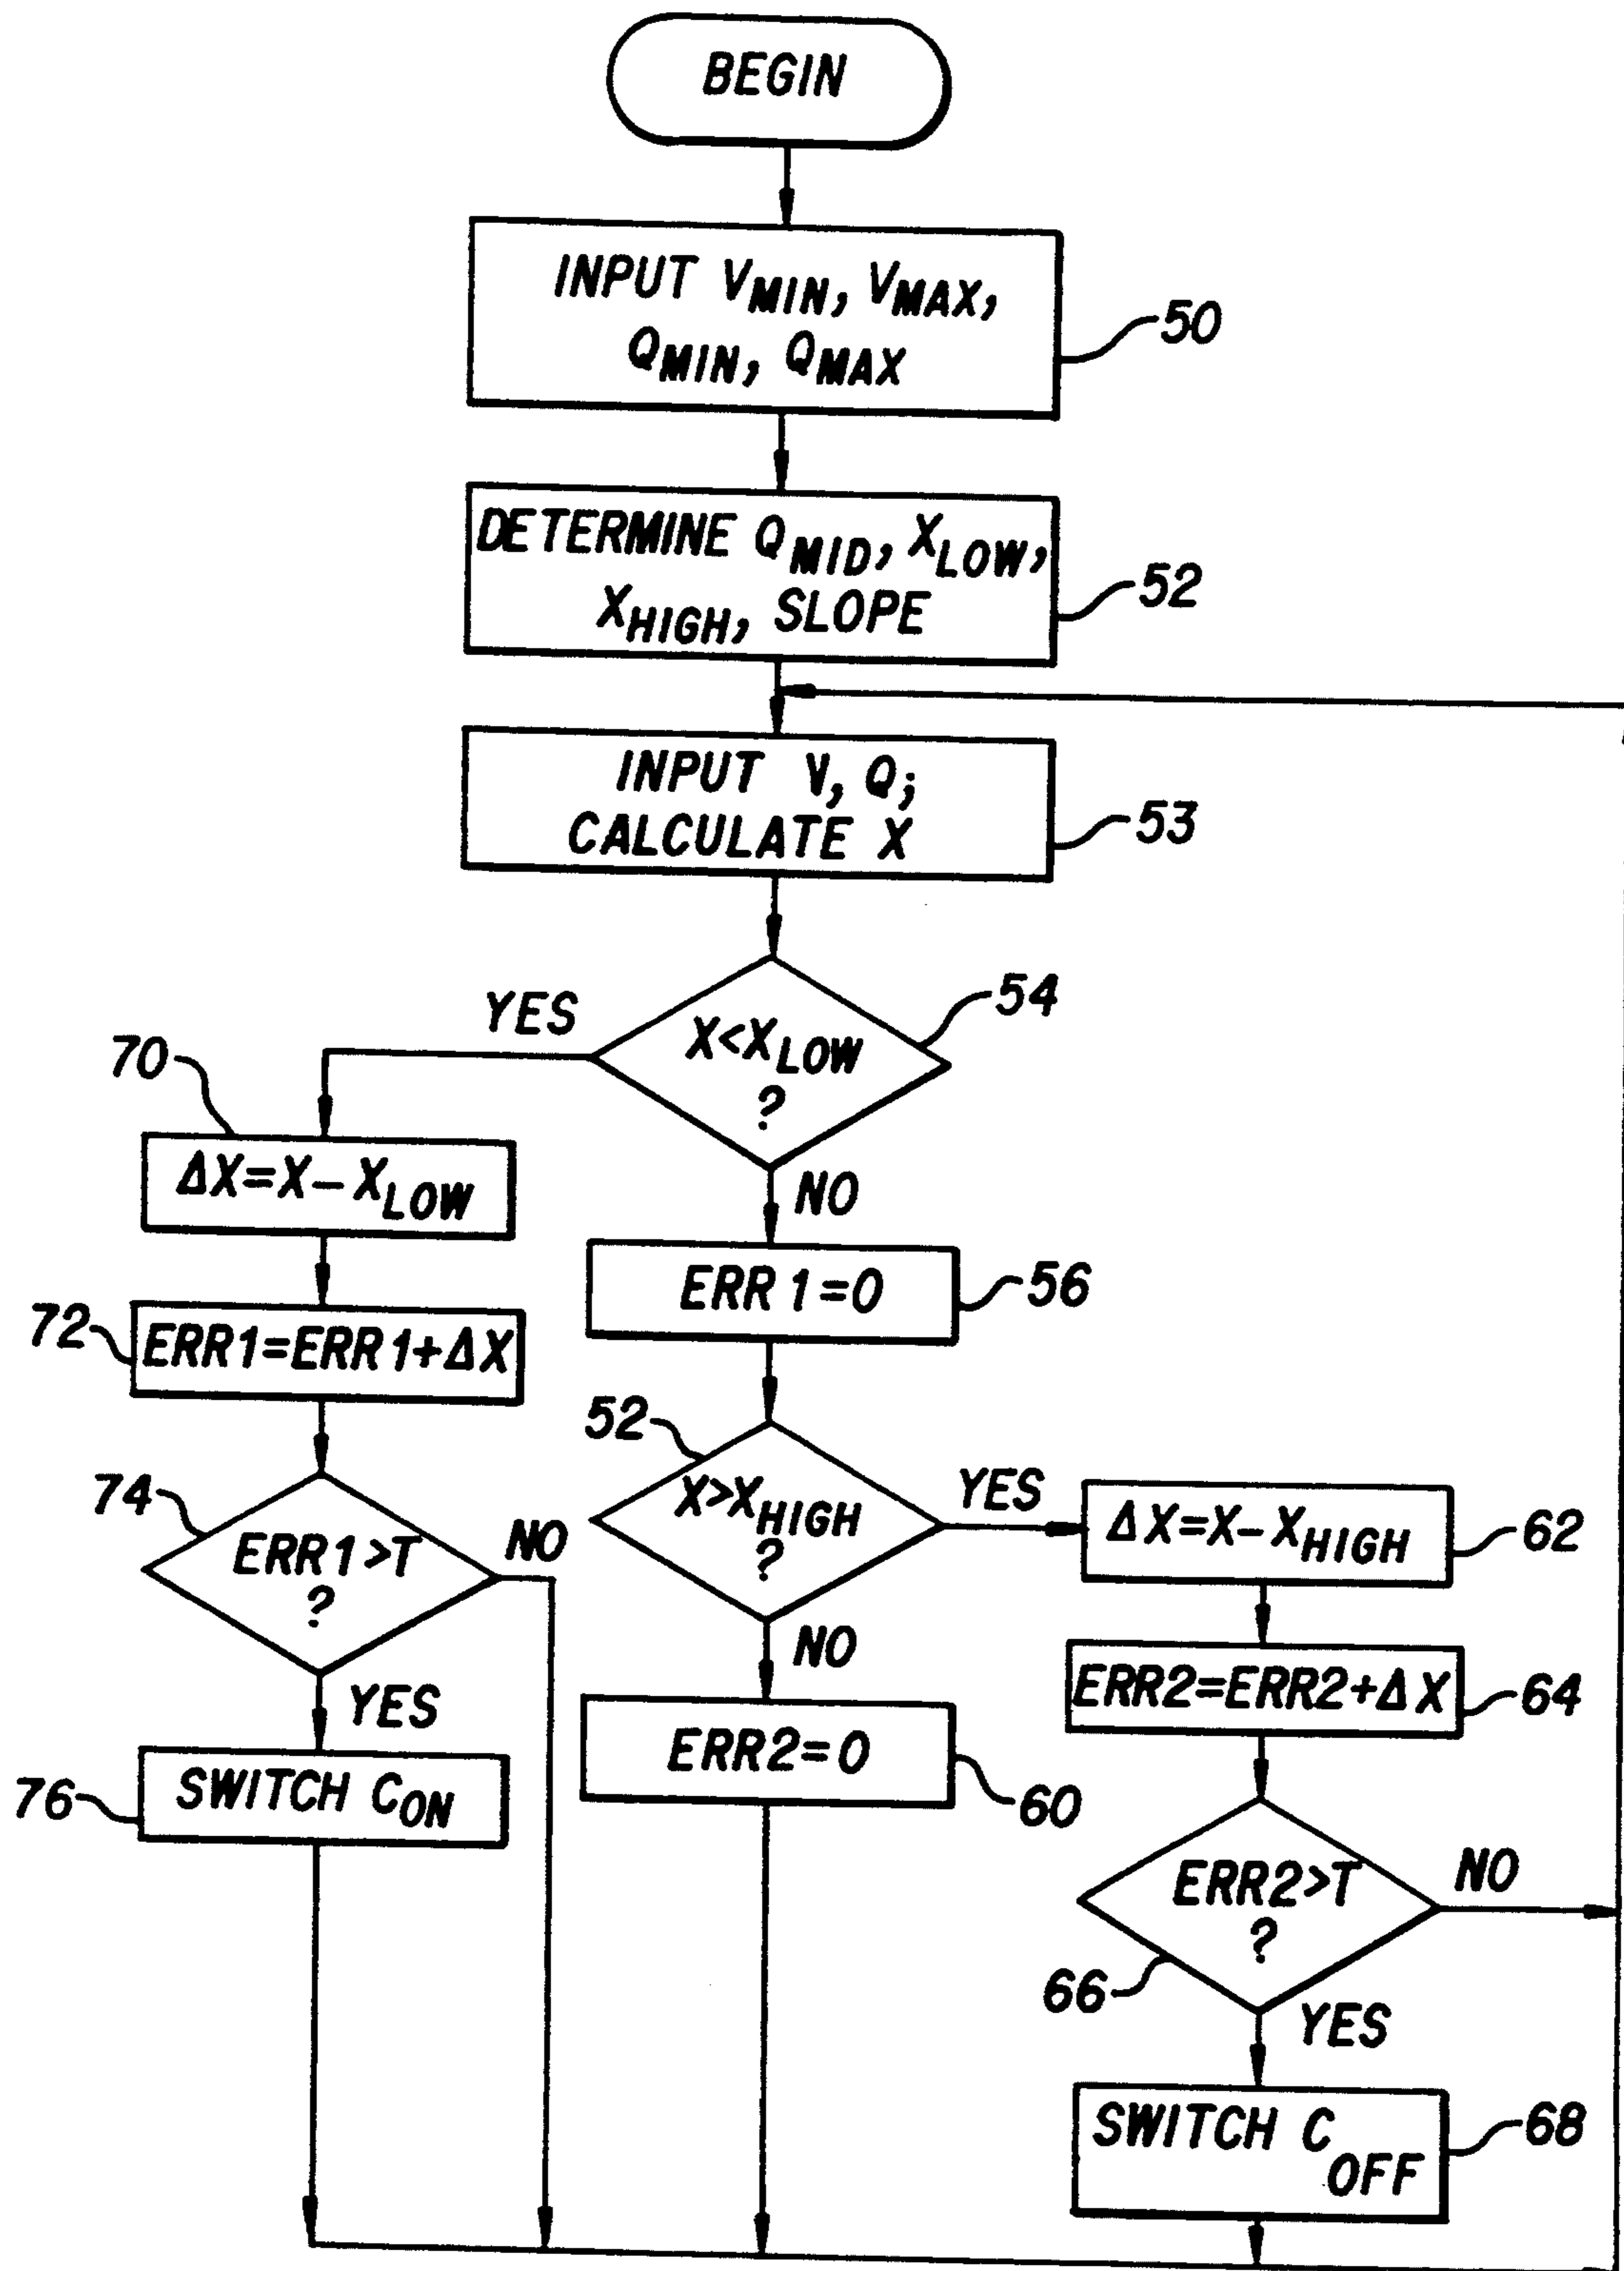 BEGIN
INPUT VMIN, VMAX,
QMIN, QMAX
50
DETERMINE QMID, XLOW,
XHIGH, SLOPE
52
INPUT V, Q;
CALCULATE X
53
YES
X<XLOW
?
54
NO
70
ΔX=X-XLOW
ERR1=0
56
72
ERR1=ERR1+ΔX
52
X>XHIGH
?
YES
ΔX=X-XHIGH
62
74
ERR1>T
?
NO
NO
ERR2=ERR2+ΔX
64
YES
ERR2=0
60
76
SWITCH CON
ERR2>T
?
NO
66
YES
SWITCH C
OFF
68